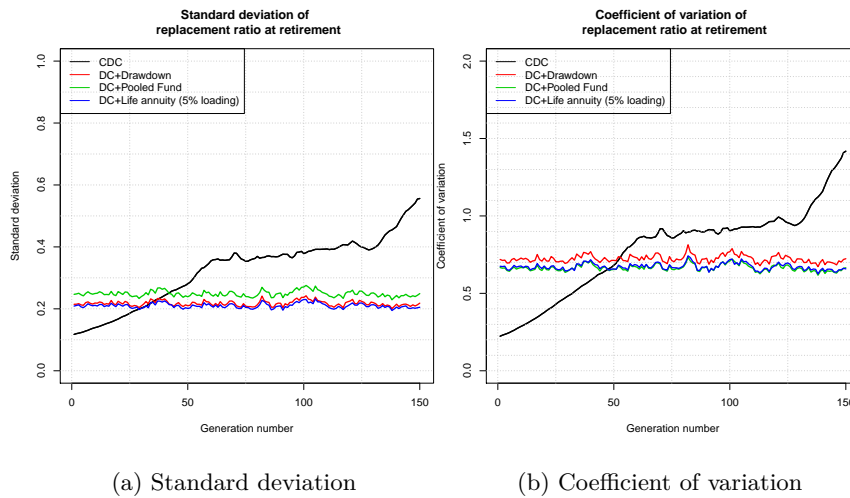 Standard deviation of
replacement ratio at retirement
CDC
DC+Drawdown
DC+Pooled Fund
DC+Life annuity (5% loading)
Standard deviation
1.0
0.8
0.6
0.4
0.2
0.0
0 50 100 150
Generation number
(a) Standard deviation
Coefficient of variation of
replacement ratio at retirement
CDC
DC+Drawdown
DC+Pooled Fund
DC+Life annuity (5% loading)
Coefficient of variation
2.0
1.5
1.0
0.5
0.0
0 50 100 150
Generation number
(b) Coefficient of variation